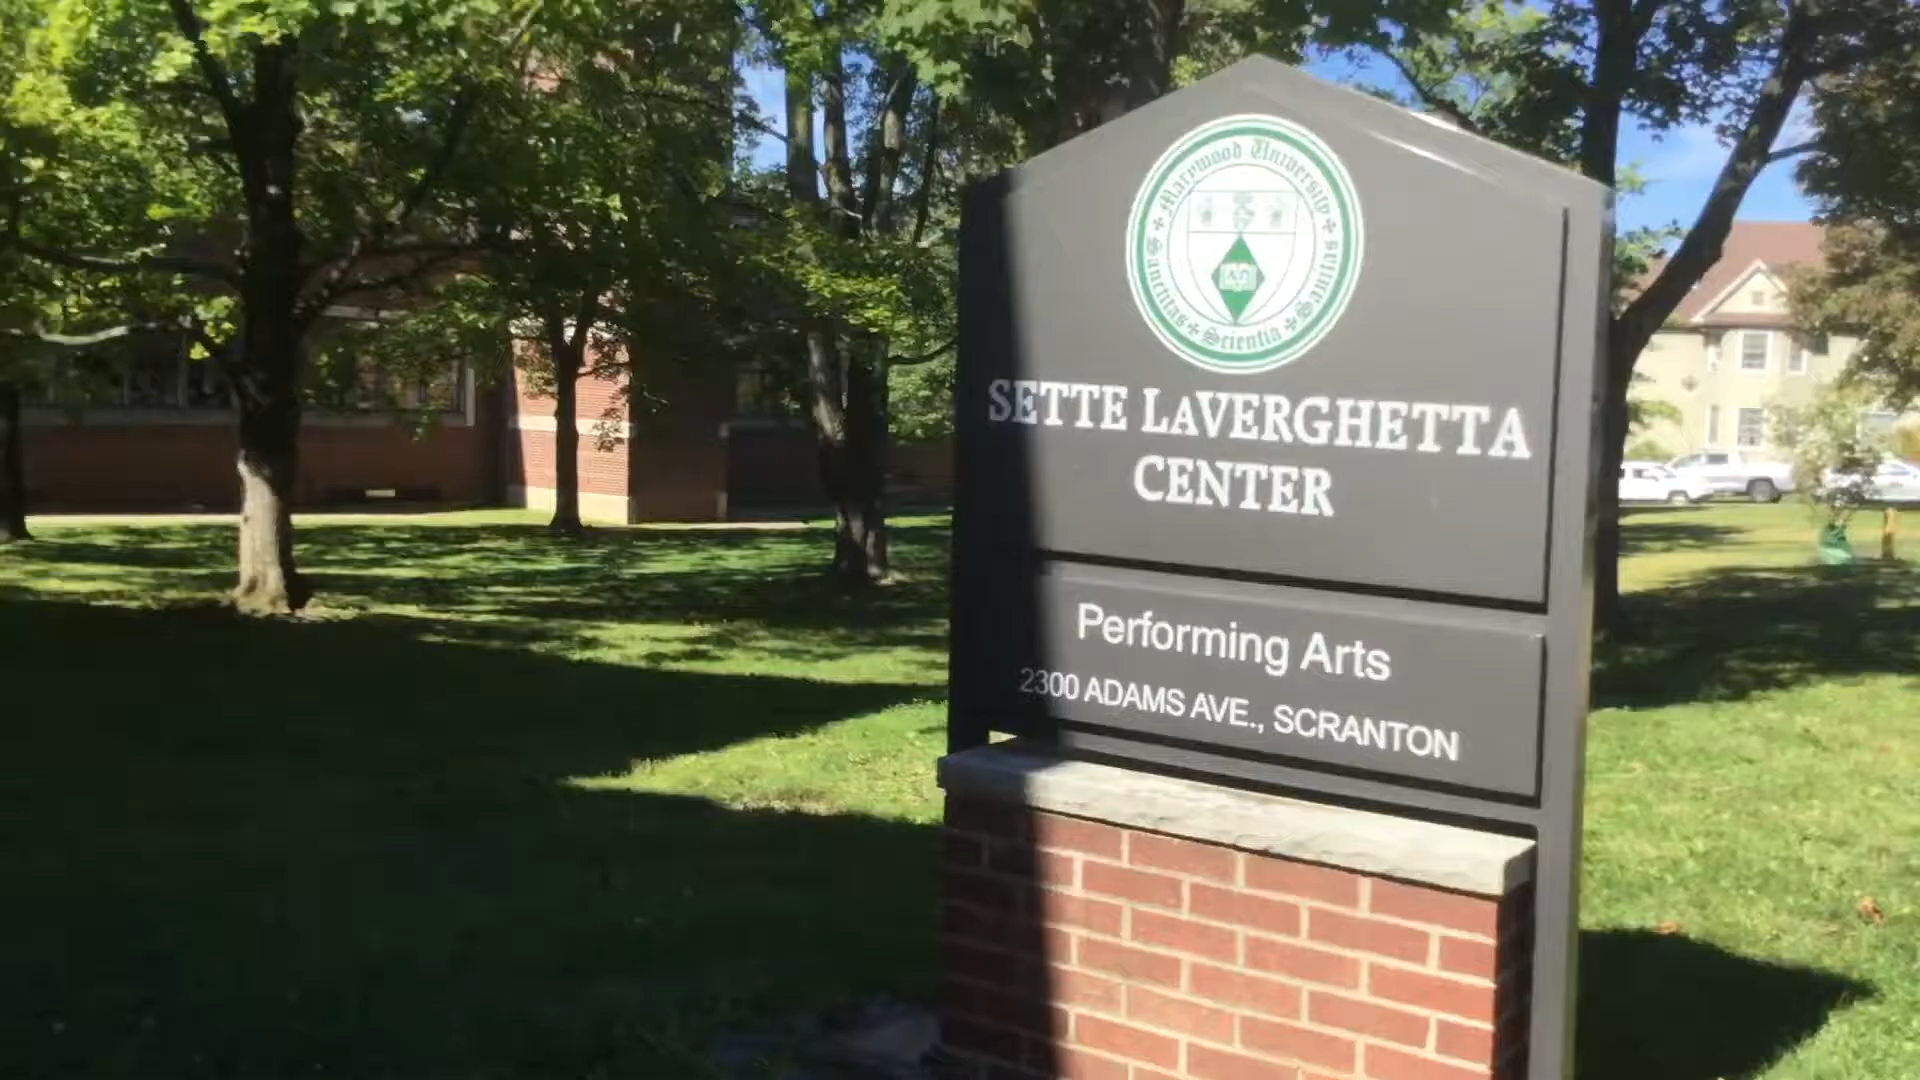 Marywood University
Sanctitas Scientia Sanitas
SETTE LAVERGHETTA
CENTER
Performing Arts
2300 ADAMS AVE., SCRANTON